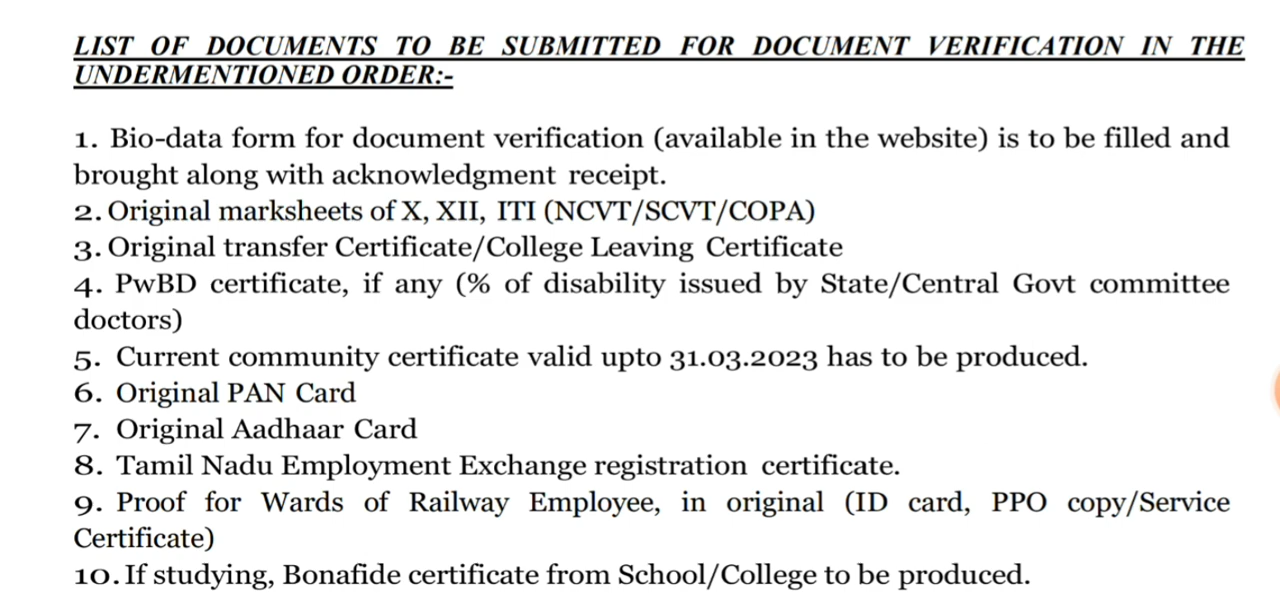 LIST OF DOCUMENTS TO BE SUBMITTED FOR DOCUMENT VERIFICATION IN THE
UNDERMENTIONED ORDER:-
1. Bio-data form for document verification (available in the website) is to be filled and
brought along with acknowledgment receipt.
2. Original marksheets of X, XII, ITI (NCVT/SCVT/COPA)
3. Original transfer Certificate/College Leaving Certificate
4. PwBD certificate, if any (% of disability issued by State/Central Govt committee
doctors)
5. Current community certificate valid upto 31.03.2023 has to be produced.
6. Original PAN Card
7. Original Aadhaar Card
8. Tamil Nadu Employment Exchange registration certificate.
9. Proof for Wards of Railway Employee, in original (ID card, PPO copy/Service
Certificate)
10. If studying, Bonafide certificate from School/College to be produced.